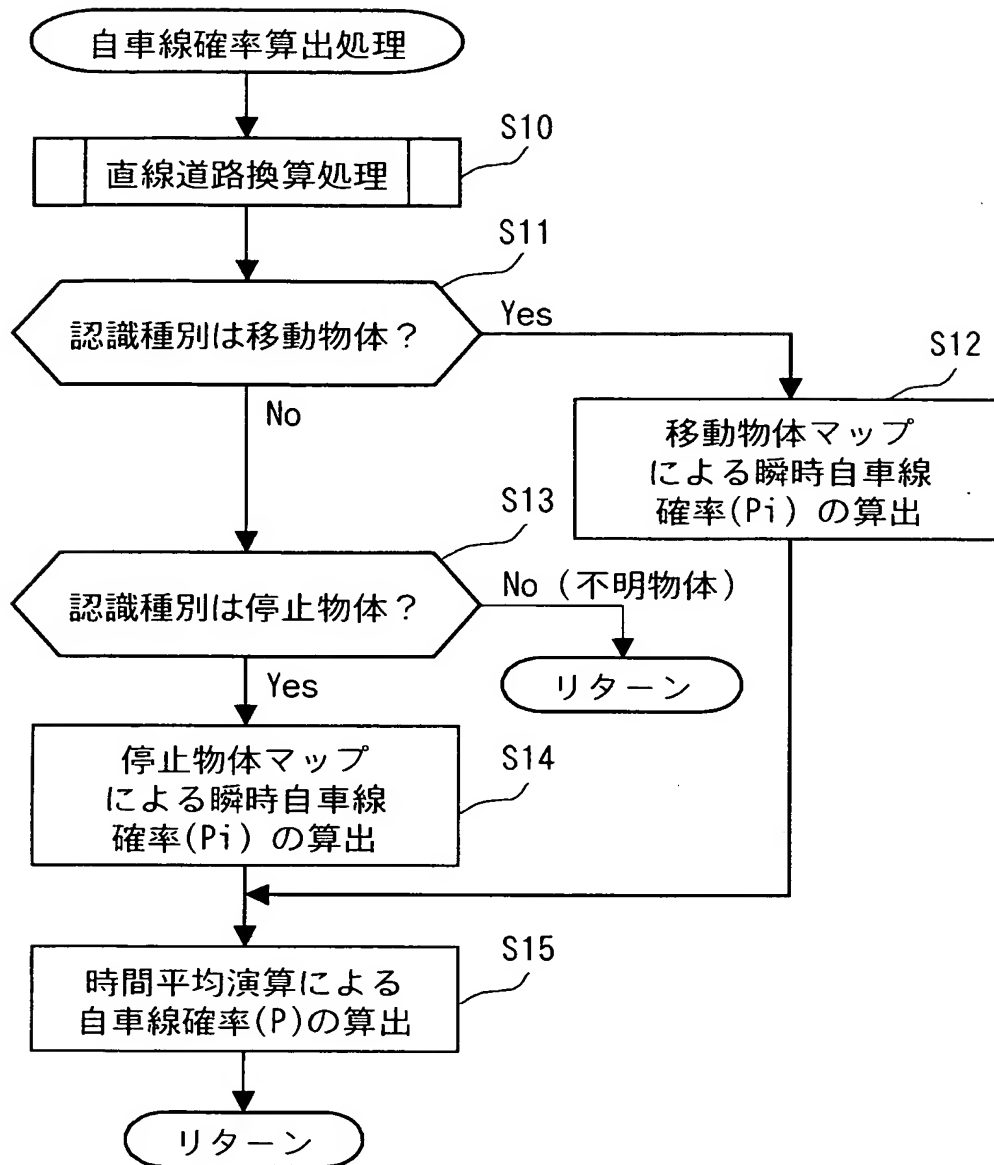 自車線確率算出処理
S10
直線道路換算処理
S11
認識種別は移動物体?
Yes
No
S12
移動物体マップ
による瞬時自車線
確率(Pi) の算出
S13
認識種別は停止物体?
No (不明物体)
リターン
Yes
S14
停止物体マップ
による瞬時自車線
確率(Pi) の算出
S15
時間平均演算による
自車線確率(P)の算出
リターン